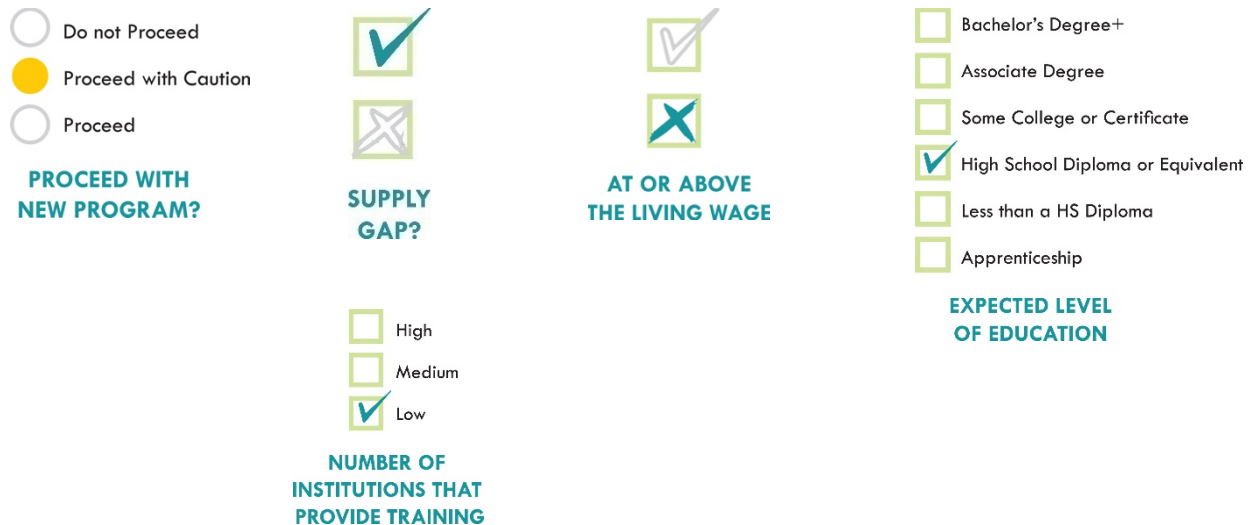 Do not Proceed
Proceed with Caution
Proceed
PROCEED WITH
NEW PROGRAM?
SUPPLY
GAP?
AT OR ABOVE
THE LIVING WAGE
Bachelor's Degree+
Associate Degree
Some College or Certificate
High School Diploma or Equivalent
Less than a HS Diploma
Apprenticeship
EXPECTED LEVEL
OF EDUCATION
High
Medium
Low
NUMBER OF
INSTITUTIONS THAT
PROVIDE TRAINING